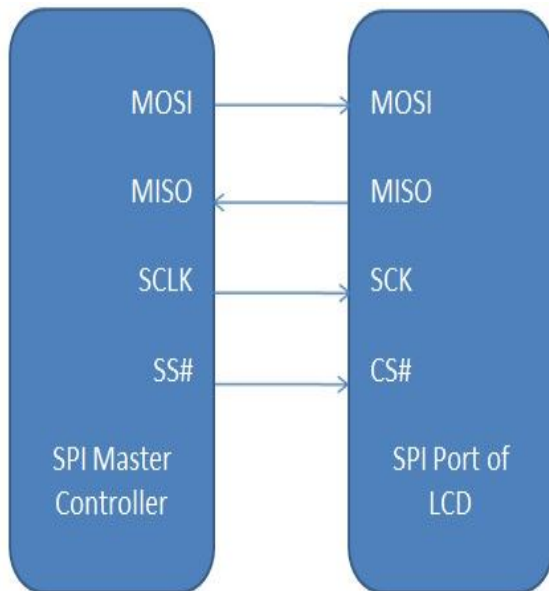 MOSI
MISO
SCLK
SS#
SPI Master
Controller
MOSI
MISO
SCK
CS#
SPI Port of
LCD